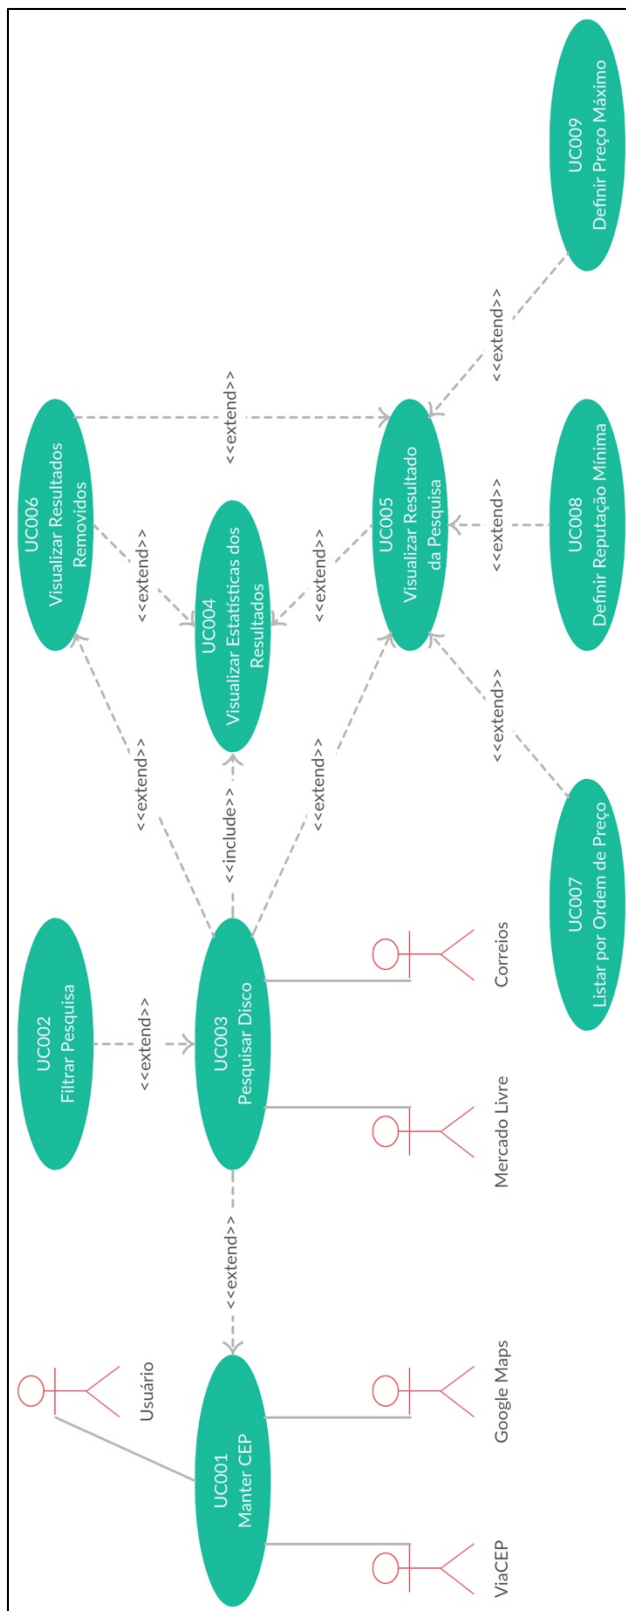 Usuário
UC001
Manter CEP
ViaCEP
Google Maps
<<extend>>
UC002
Filtrar Pesquisa
<<extend>>
UC003
Pesquisar Disco
Mercado Livre
Correios
<<extend>>
<<include>>
<<extend>>
UC006
Visualizar Resultados
Removidos
<<extend>>
<<extend>>
UC004
Visualizar Estatísticas dos
Resultados
<<extend>>
UC005
Visualizar Resultado
da Pesquisa
<<extend>>
<<extend>>
<<extend>>
UC007
Listar por Ordem de Preço
UC008
Definir Reputação Mínima
UC009
Definir Preço Máximo